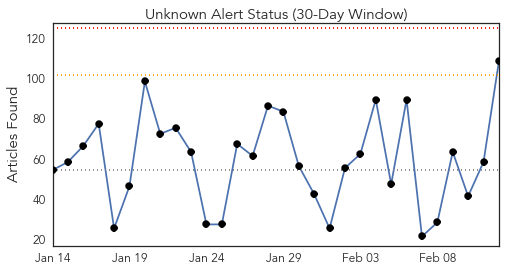 Unknown Alert Status (30-Day Window)
Articles Found
120
100
80
60
40
20
Jan 14 Jan 19 Jan 24 Jan 29 Feb 03 Feb 08